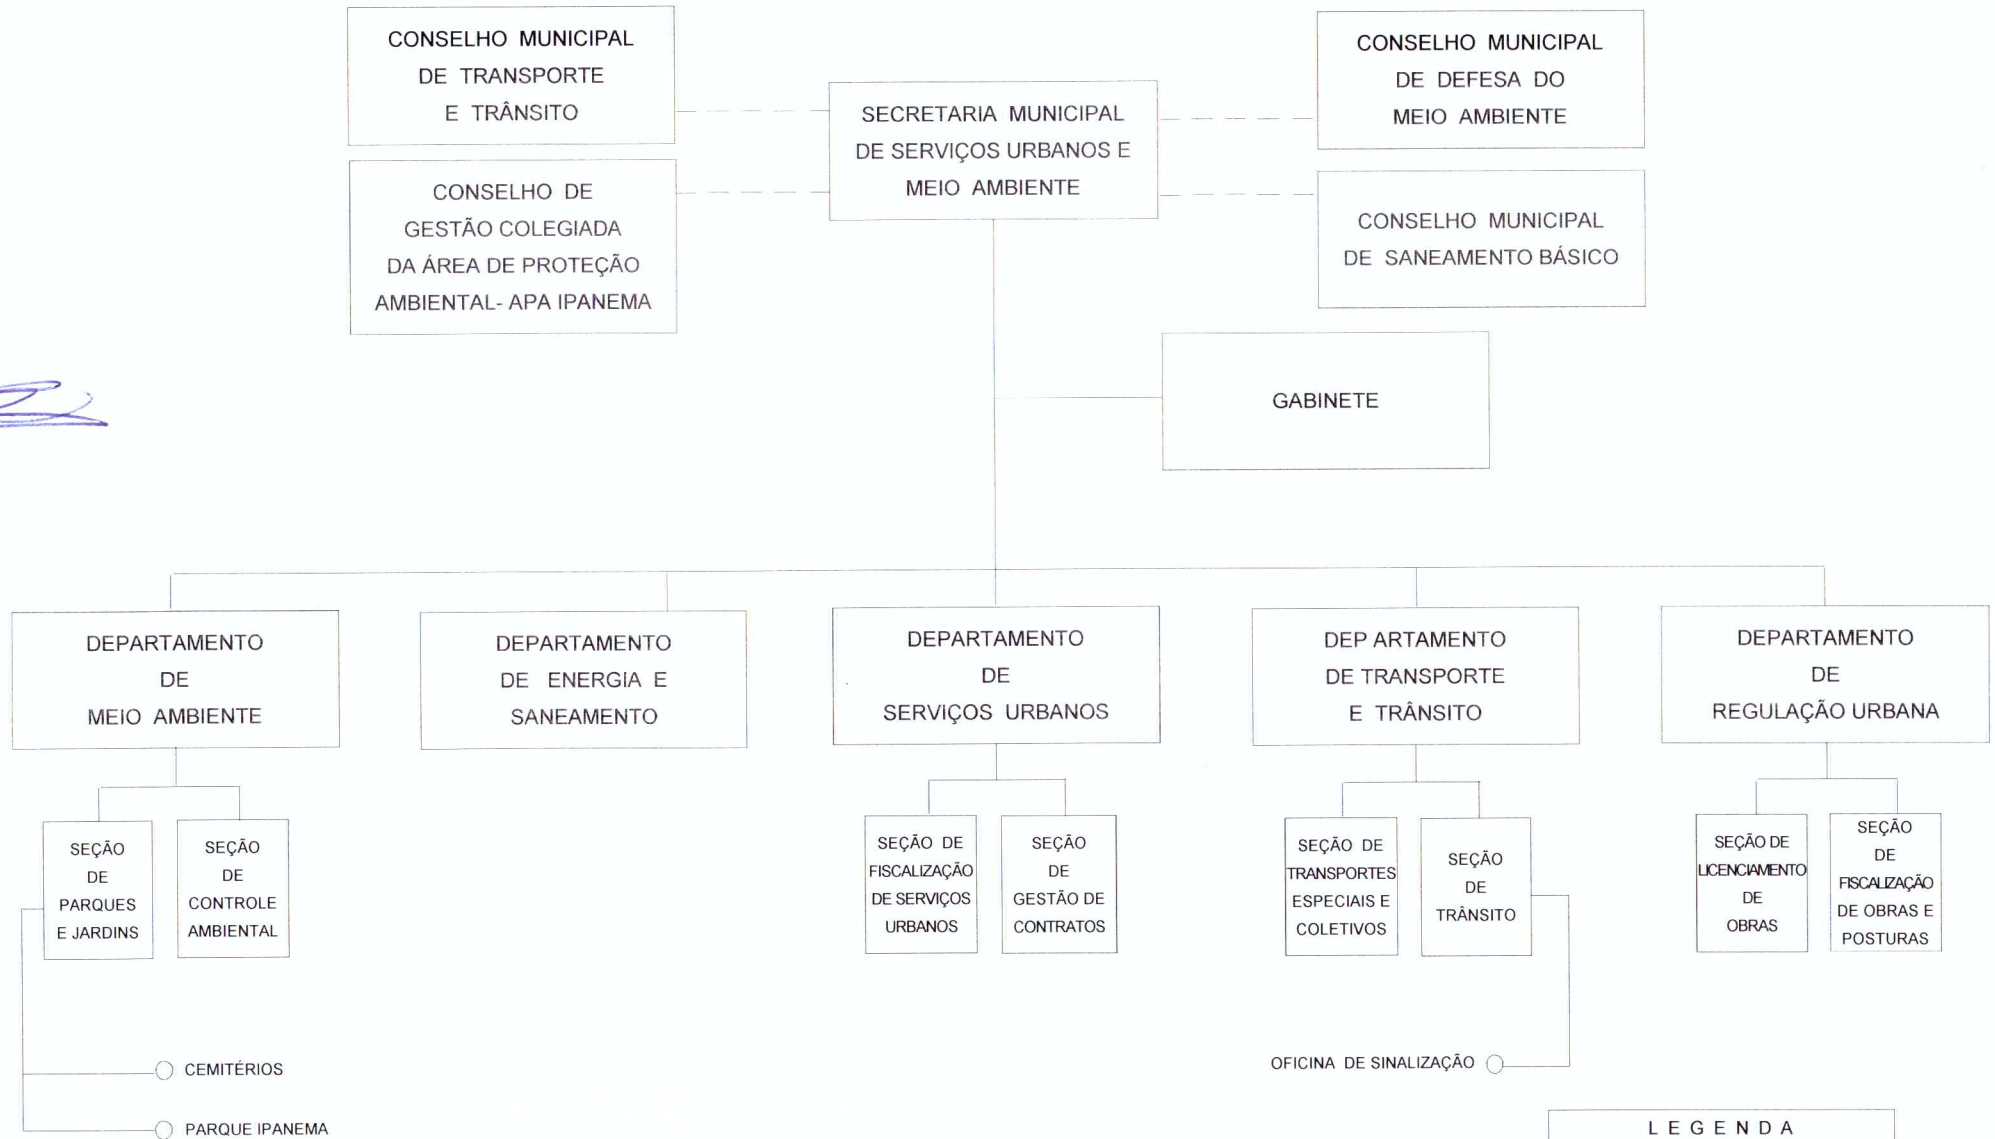 CONSELHO MUNICIPAL
DE TRANSPORTE
E TRÂNSITO
CONSELHO MUNICIPAL
DE DEFESA DO
MEIO AMBIENTE
SECRETARIA MUNICIPAL
DE SERVIÇOS URBANOS E
MEIO AMBIENTE
CONSELHO DE
GESTÃO COLEGIADA
DA ÁREA DE PROTEÇÃO
AMBIENTAL- APA IPANEMA
CONSELHO MUNICIPAL
DE SANEAMENTO BÁSICO
GABINETE
DEPARTAMENTO
DE
MEIO AMBIENTE
DEPARTAMENTO
DE ENERGIA E
SANEAMENTO
DEPARTAMENTO
DE
SERVIÇOS URBANOS
DEP ARTAMENTO
DE TRANSPORTE
E TRÂNSITO
DEPARTAMENTO
DE
REGULAÇÃO URBANA
SEÇÃO
DE
PARQUES
E JARDINS
SEÇÃO
DE
CONTROLE
AMBIENTAL
SEÇÃO DE
FISCALIZAÇÃO
DE SERVIÇOS
URBANOS
SEÇÃO
DE
GESTÃO DE
CONTRATOS
SEÇÃO DE
TRANSPORTES
ESPECIAIS E
COLETIVOS
SEÇÃO
DE
TRÂNSITO
SEÇÃO DE
LICENCIAMENTO
DE
OBRAS
SEÇÃO
DE
FISCALIZAÇÃO
DE OBRAS E
POSTURAS
CEMITÉRIOS
OFICINA DE SINALIZAÇÃO
PARQUE IPANEMA
LEGENDA